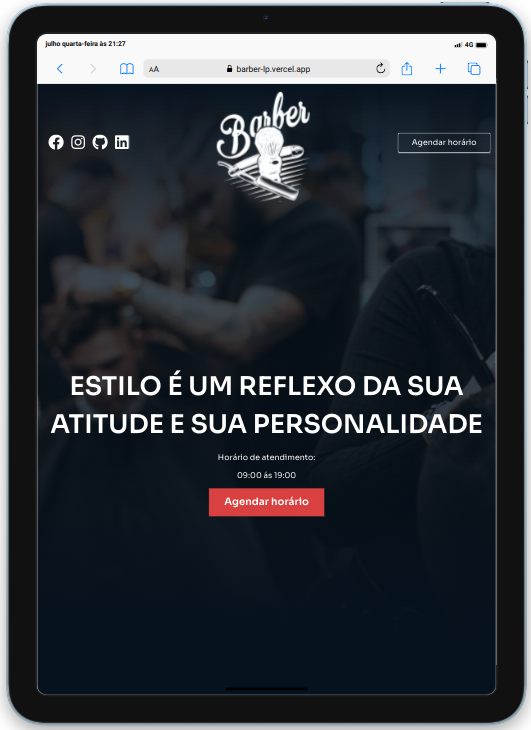 julho quarta-feira às 21:27
4G
AA
barber-lp.vercel.app
Barber
Agendar horário
ESTILO É UM REFLEXO DA SUA
ATITUDE E SUA PERSONALIDADE
Horário de atendimento:
09:00 ás 19:00
Agendar horário